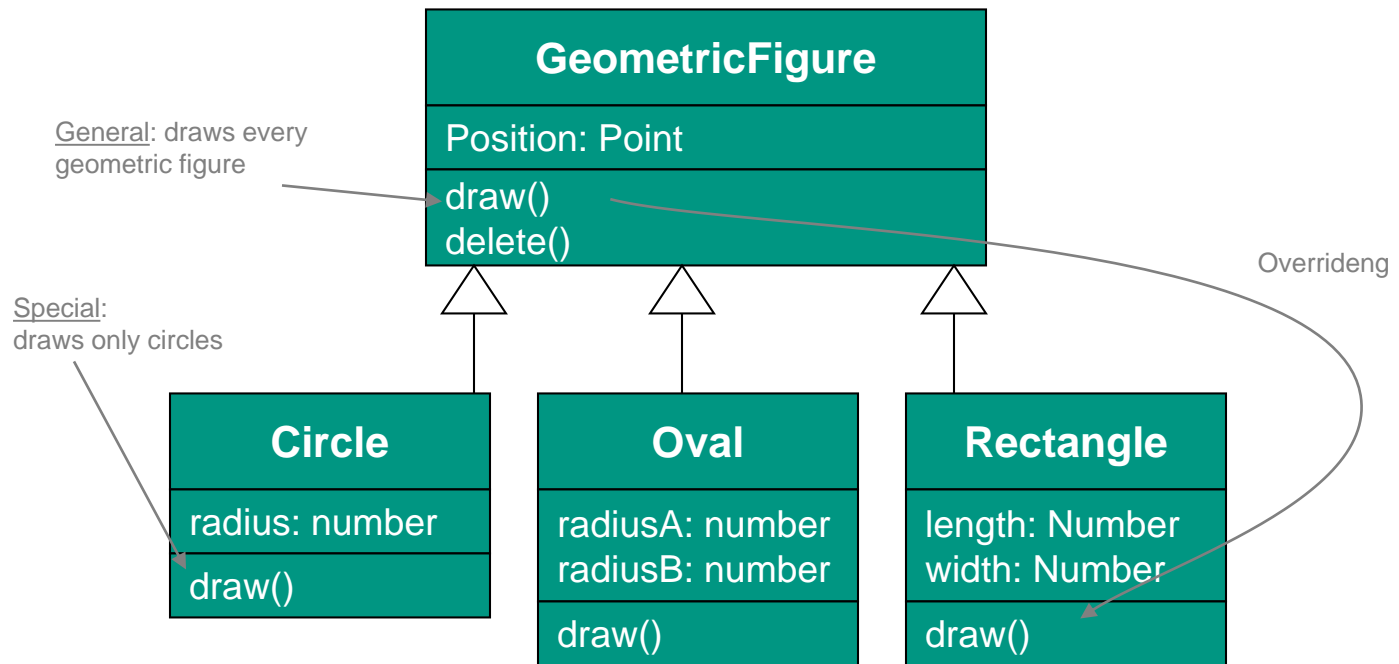 GeometricFigure
General: draws every
geometric figure
Position: Point
draw()
delete()
Overrideng
Special:
draws only circles
Circle
radius: number
draw()
Oval
radiusA: number
radiusB: number
draw()
Rectangle
length: Number
width: Number
draw()